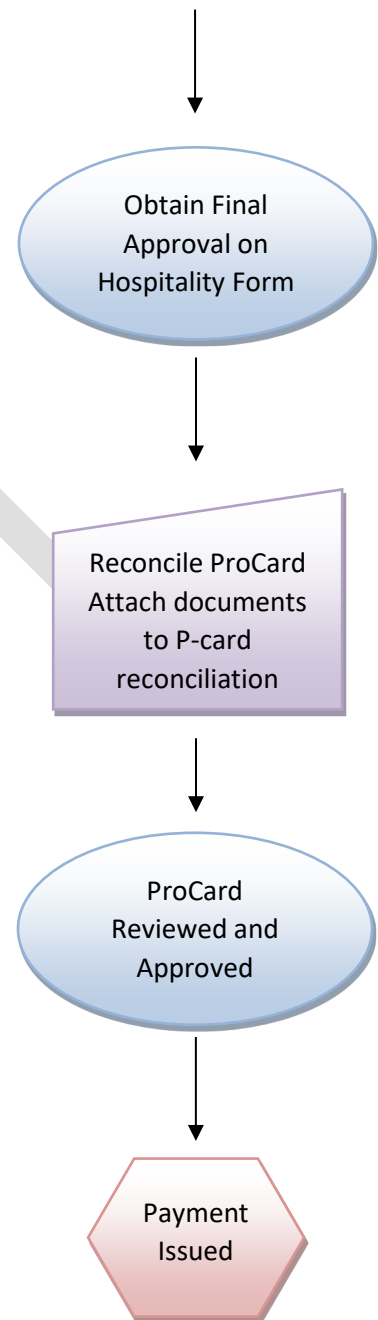 Obtain Final
Approval on
Hospitality Form
Reconcile ProCard
Attach documents
to P-card
reconciliation
ProCard
Reviewed and
Approved
Payment
Issued